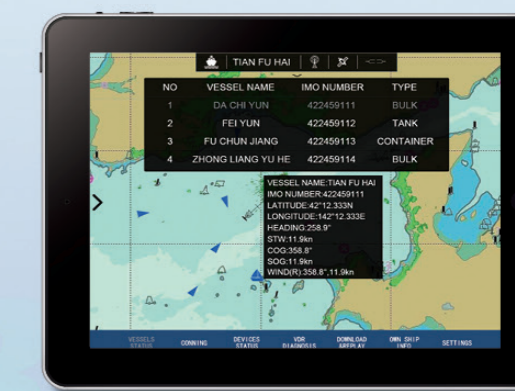 TIAN FU HAI
NO VESSEL NAME IMO NUMBER TYPE
1 DA CHI YUN 422459111 BULK
2 FEI YUN 422459112 TANK
3 FU CHUN JIANG 422459113 CONTAINER
4 ZHONG LIANG YU HE 422459114 BULK
VESSEL NAME:TIAN FU HAI
IMO NUMBER:422459111
LATITUDE:42°12.333N
LONGITUDE:142°12.333E
HEADING:258.9°
STW:11.9kn
COG:358.8°
SOG:11.9kn
WIND(R):358.8°,11.9kn
VESSELS STATUS CONNING DEVICES STATUS VDR DIAGNOSIS DOWNLOAD &REPLAY OWN SHIP INFO SETTINGS